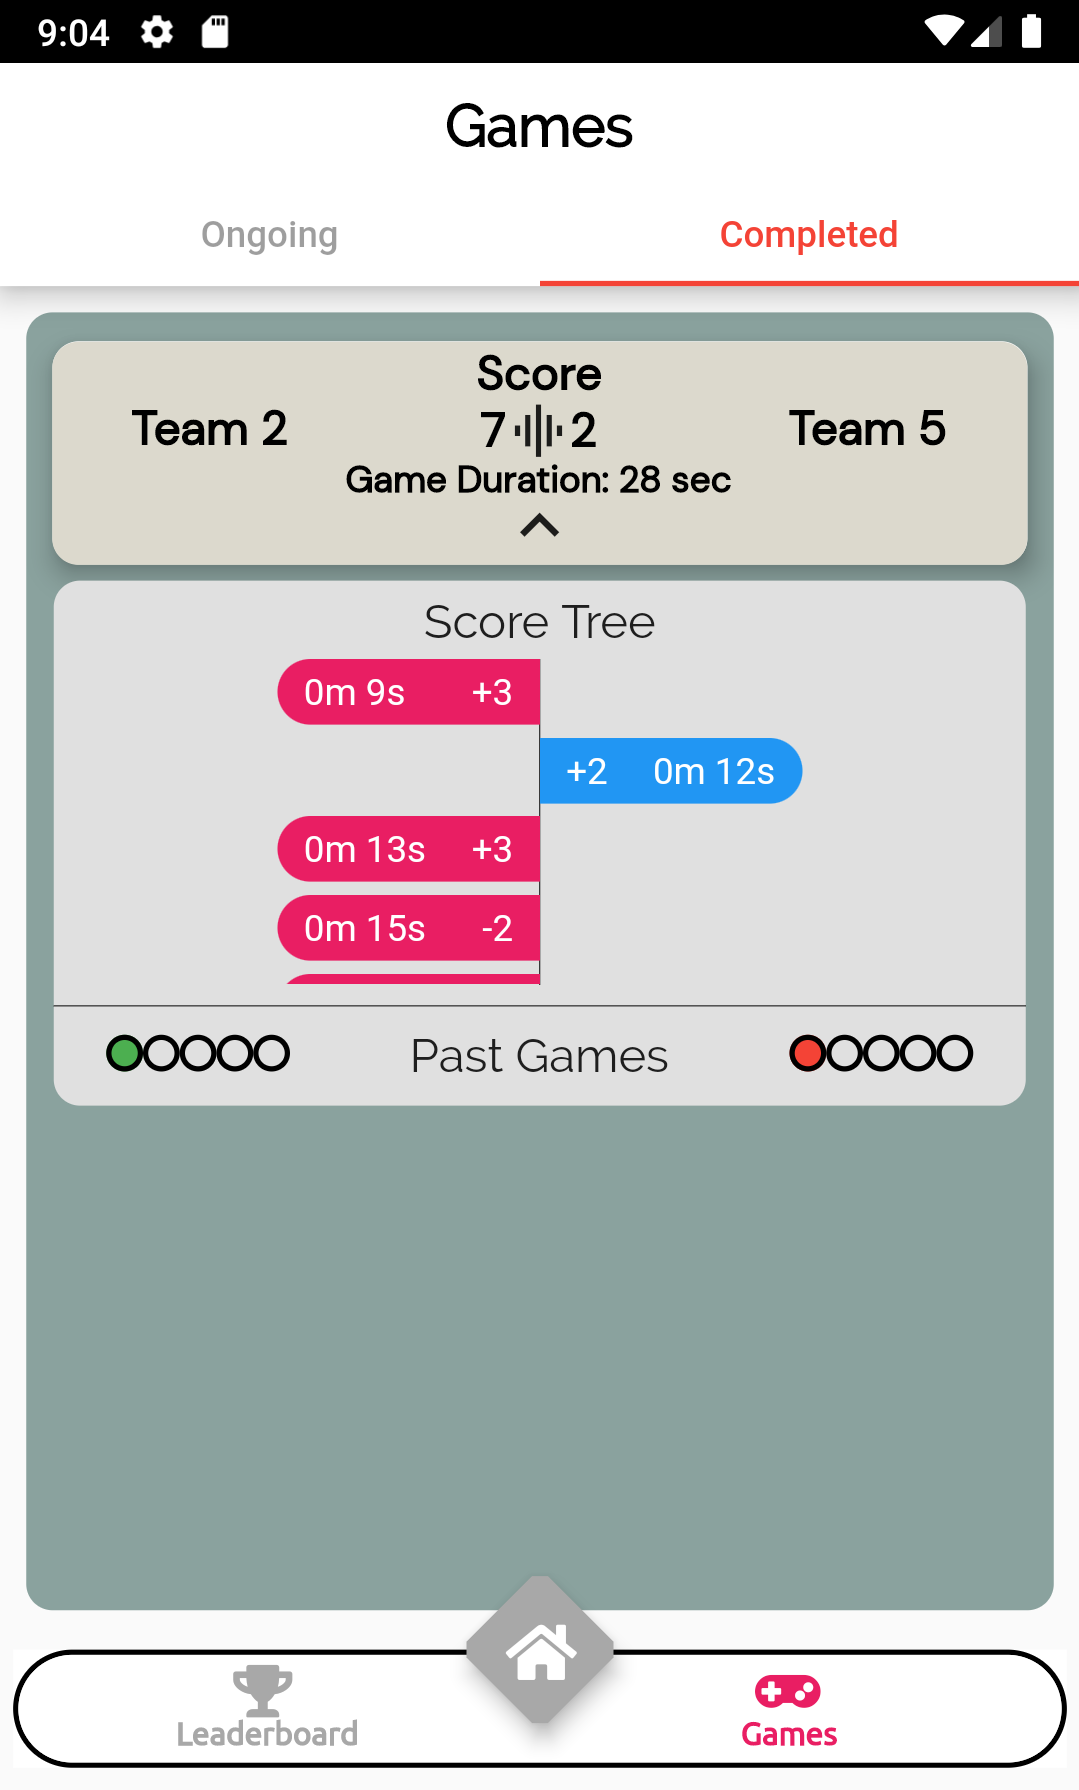 9:04
Games
Ongoing Completed
Score
Team 2 7 2 Team 5
Game Duration: 28 sec
Score Tree
0m 9s +3
+2 0m 12s
0m 13s +3
0m 15s -2
Past Games
Leaderboard Games